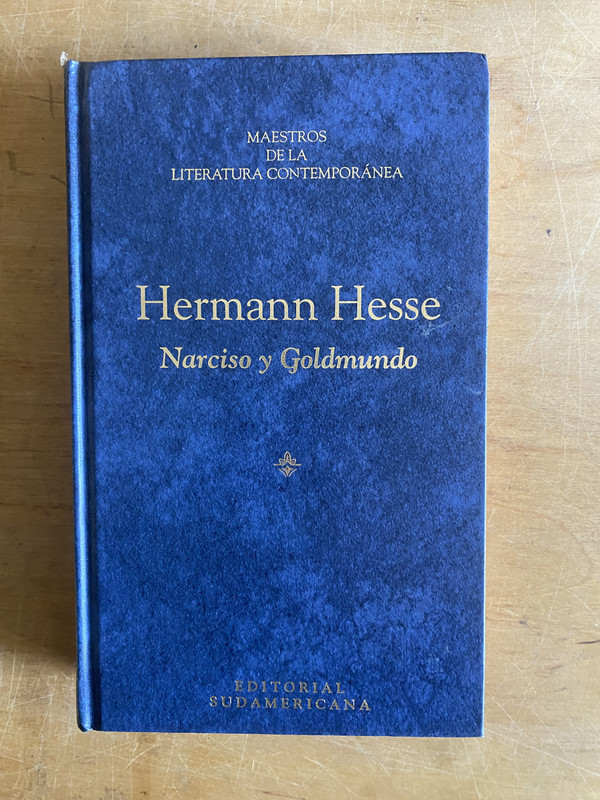 MAESTROS
DE LA
LITERATURA CONTEMPORÁNEA
Hermann Hesse
Narciso y Goldmundo
EDITORIAL
SUDAMERICANA